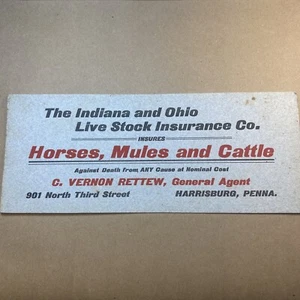 The Indiana and Ohio
Live Stock Insurance Co.
INSURES
Horses, Mules and Cattle
Against Death from ANY Cause at Nominal Cost
C. VERNON RETTEW, General Agent
901 North Third Street HARRISBURG, PENNA.